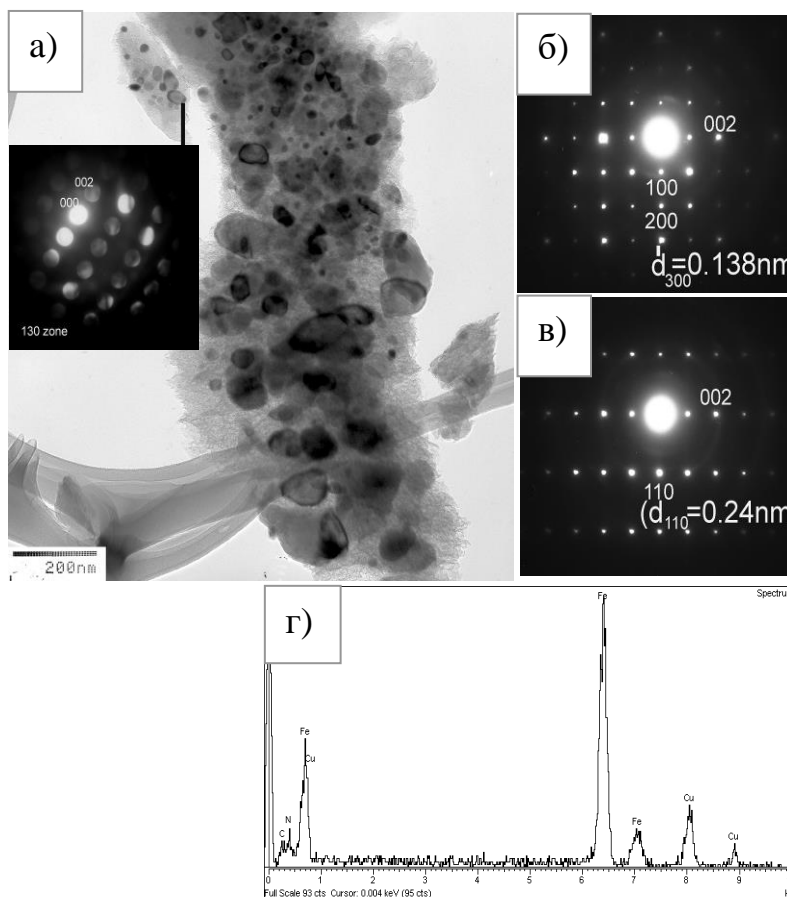 а)
002
000
130 zone
200nm
б)
002
100
200
d300=0.138nm
в)
002
110
(d110=0.24nm
г)
Spectru
Fe
Fe
Cu
N
C
Fe
Cu
Cu
0 1 2 3 4 5 6 7 8 9
Full Scale 93 cts Cursor: 0.004 keV (95 cts)